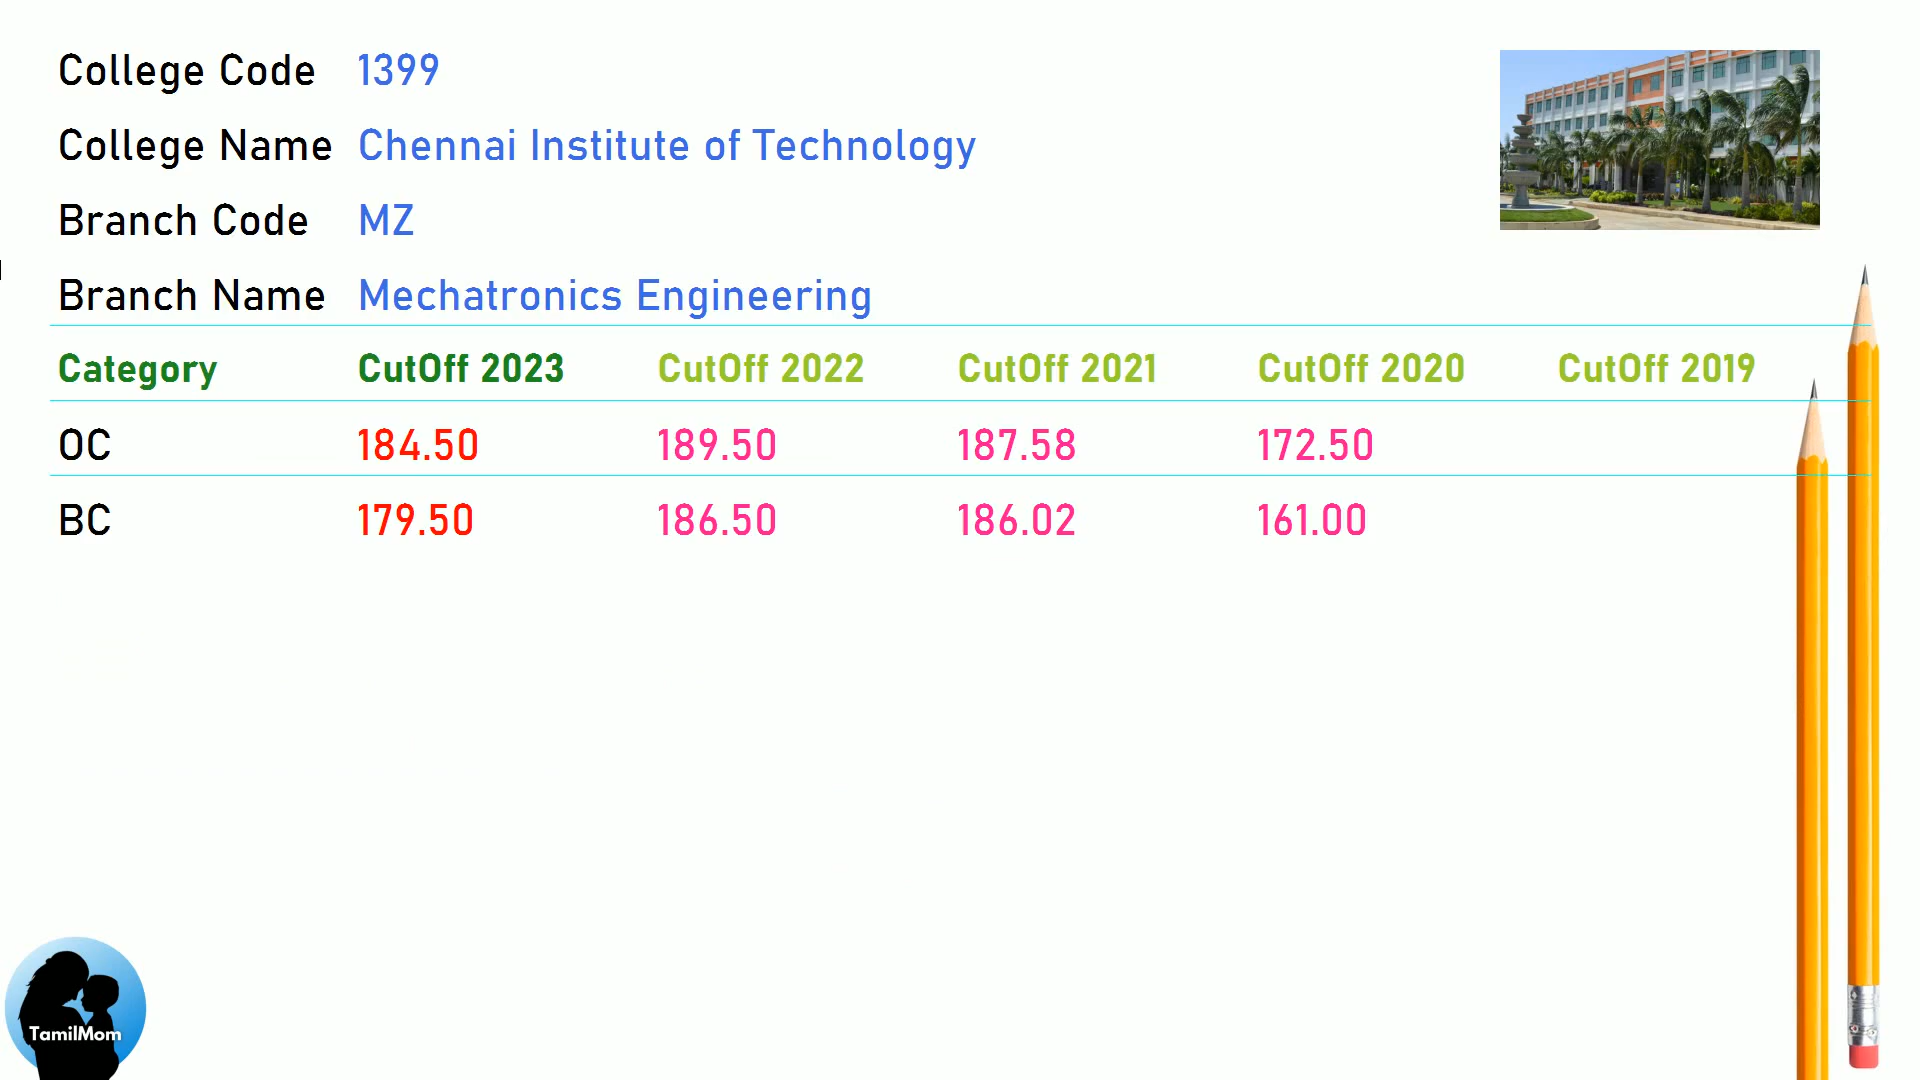 College Code 1399
College Name Chennai Institute of Technology
Branch Code MZ
Branch Name Mechatronics Engineering
Category CutOff 2023 CutOff 2022 CutOff 2021 CutOff 2020 CutOff 2019
OC 184.50 189.50 187.58 172.50
BC 179.50 186.50 186.02 161.00
TamilMom